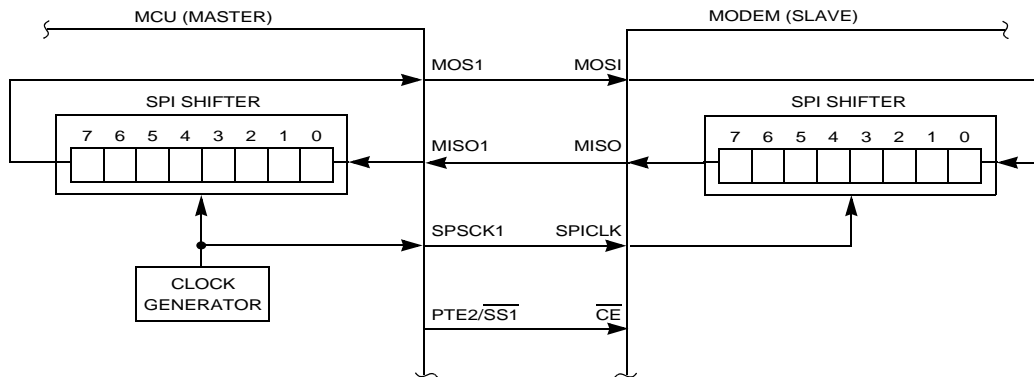 MCU (MASTER)
MODEM (SLAVE)
MOS1
MOSI
SPI SHIFTER
SPI SHIFTER
7 6 5 4 3 2 1 0
7 6 5 4 3 2 1 0
MISO1
MISO
SPSCK1
SPICLK
CLOCK
GENERATOR
PTE2/SS1
CE